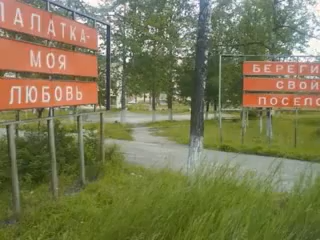 ПАЛАТКА-
МОЯ
ЛЮБОВЬ
БЕРЕГИ
СВОЙ
ПОСЕЛО